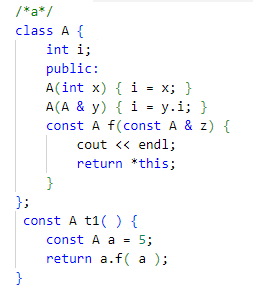 /*a*/
class A {
    int i;
    public:
    A(int x) { i = x; }
    A(A & y) { i = y.i; }
    const A f(const A & z) {
        cout << endl;
        return *this;
    }
};
 const A t1( ) {
    const A a = 5;
    return a.f( a );
}